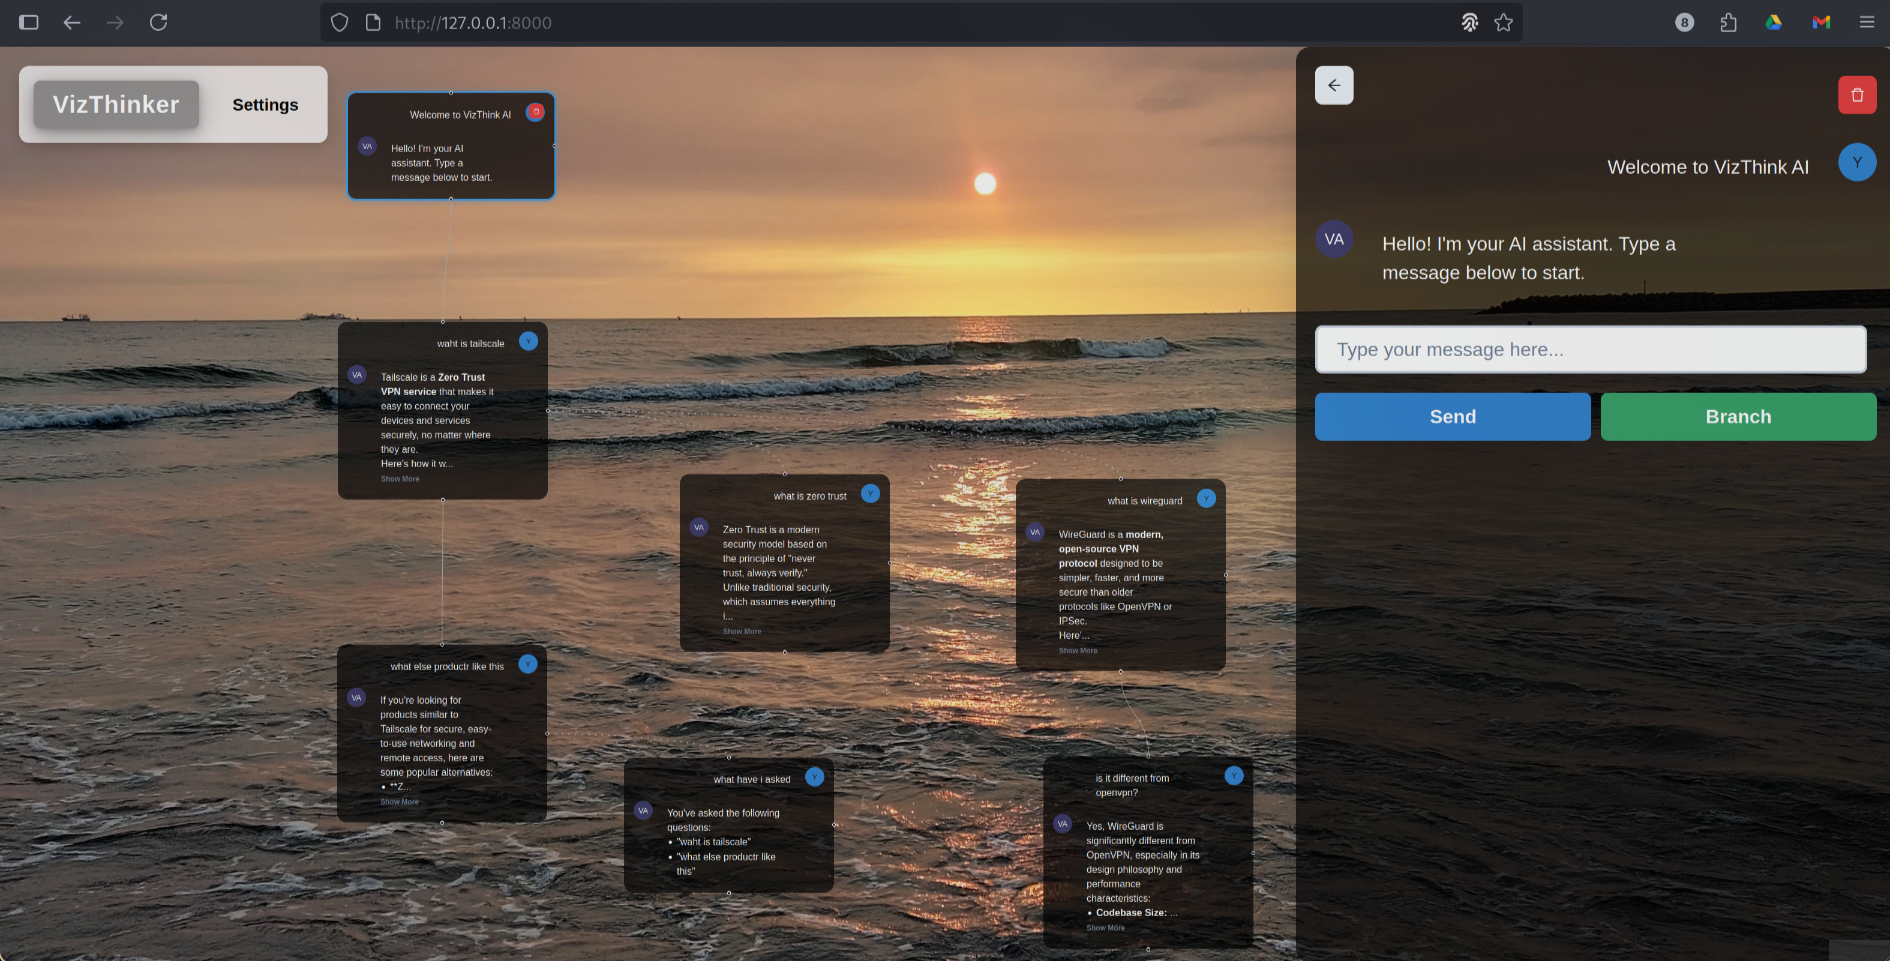 http://127.0.0.1:8000
8
VizThinker
Settings
Welcome to VizThink AI
VA
Hello! I'm your AI
assistant. Type a
message below to start.
waht is tailscale
Y
VA
Tailscale is a Zero Trust
VPN service that makes it
easy to connect your
devices and services
securely, no matter where
they are.
Here's how it w...
Show More
what is zero trust
Y
VA
Zero Trust is a modern
security model based on
the principle of "never
trust, always verify."
Unlike traditional security,
which assumes everything
i...
Show More
what is wireguard
Y
VA
WireGuard is a modern,
open-source VPN
protocol designed to be
simpler, faster, and more
secure than older
protocols like OpenVPN or
IPSec.
Here'...
Show More
what else productr like this
Y
VA
If you're looking for
products similar to
Tailscale for secure, easy-
to-use networking and
remote access, here are
some popular alternatives:
• **Z...
Show More
what have i asked
Y
VA
You've asked the following
questions:
• "waht is tailscale"
• "what else productr like
this"
is it different from
openvpn?
Y
VA
Yes, WireGuard is
significantly different from
OpenVPN, especially in its
design philosophy and
performance
characteristics:
• Codebase Size: ...
Show More
Welcome to VizThink AI
Y
VA
Hello! I'm your AI assistant. Type a
message below to start.
Type your message here...
Send
Branch